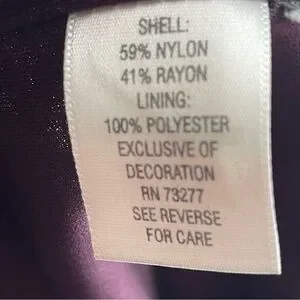 SHELL:
59% NYLON
41% RAYON
LINING:
100% POLYESTER
EXCLUSIVE OF
DECORATION
RN 73277
SEE REVERSE
FOR CARE